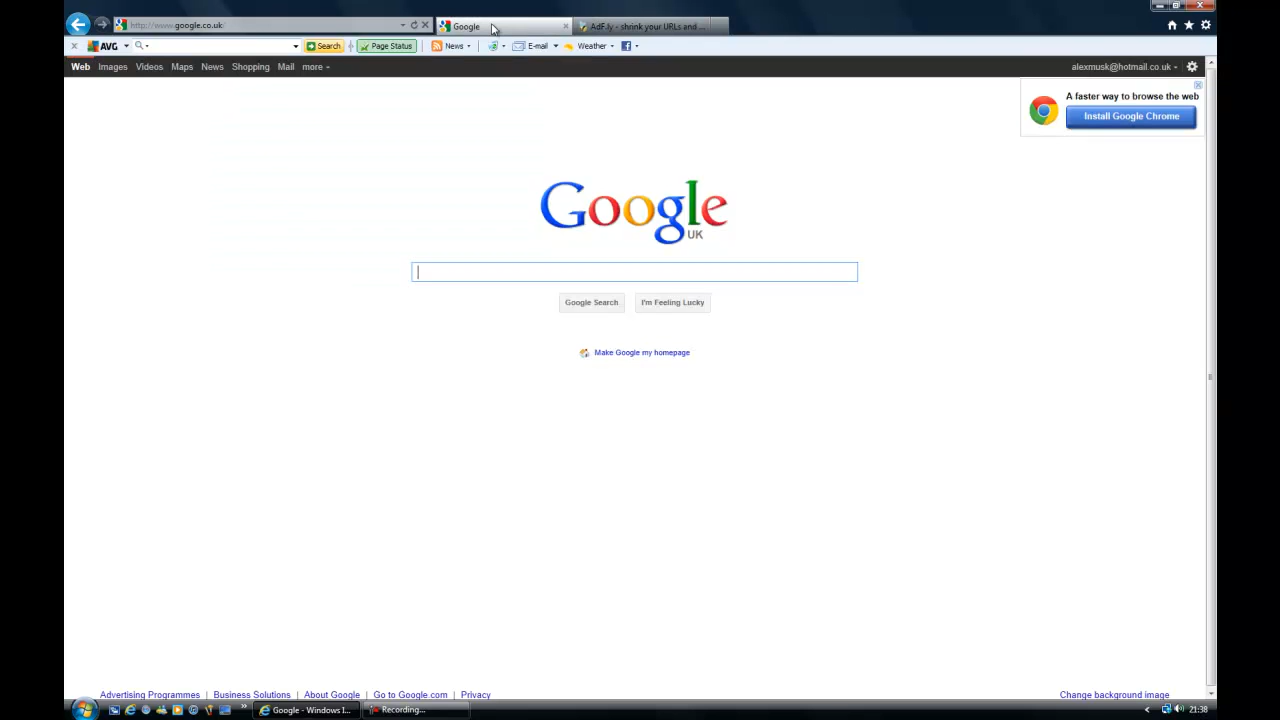 http://www.google.co.uk/
Google
AdF.ly - shrink your URLs and ...
AVG
Search
Page Status
News
E-mail
Weather
Web Images Videos Maps News Shopping Mail more
alexmusk@hotmail.co.uk
A faster way to browse the web
Install Google Chrome
Google
UK
Google Search
I'm Feeling Lucky
Make Google my homepage
Advertising Programmes | Business Solutions | About Google | Go to Google.com | Privacy
Change background image
Google - Windows I...
Recording...
21:38